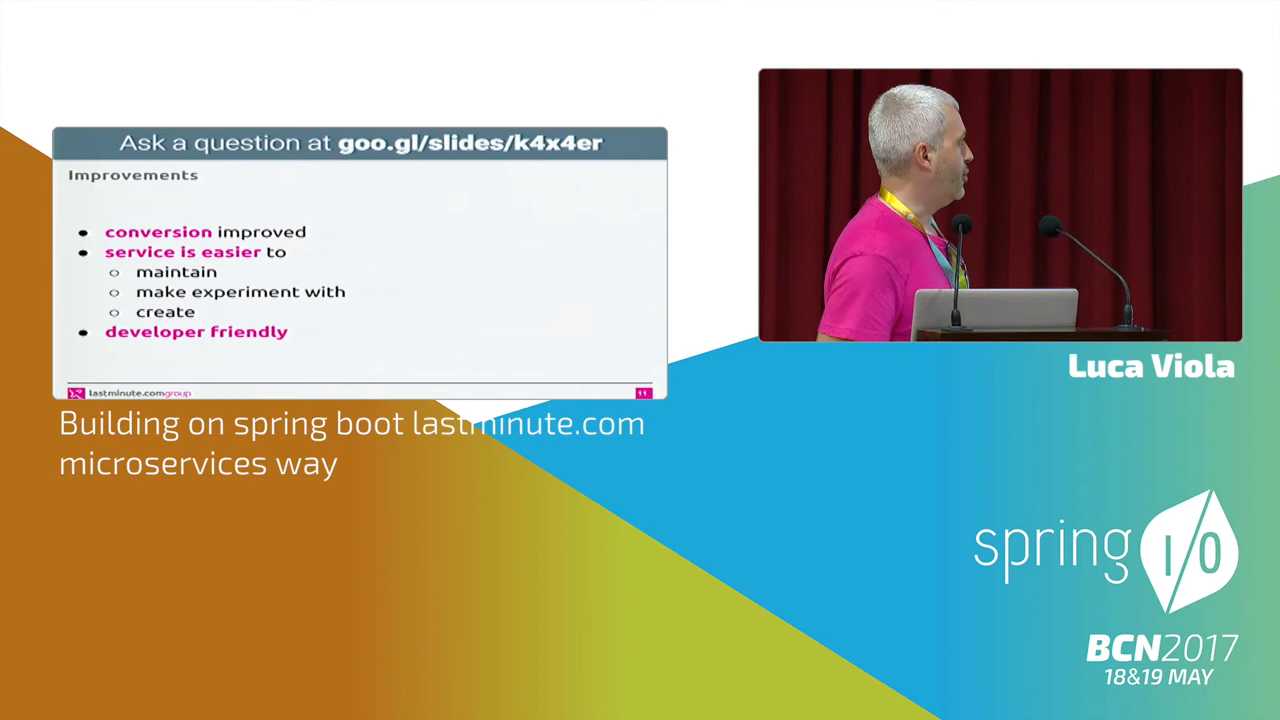 Ask a question at goo.gl/slides/k4x4er
Improvements
● conversion improved
● service is easier to
○ maintain
○ make experiment with
○ create
● developer friendly
lastminute.comgroup
11
Luca Viola
Building on spring boot lastminute.com
microservices way
spring I/O
BCN2017
18&19 MAY